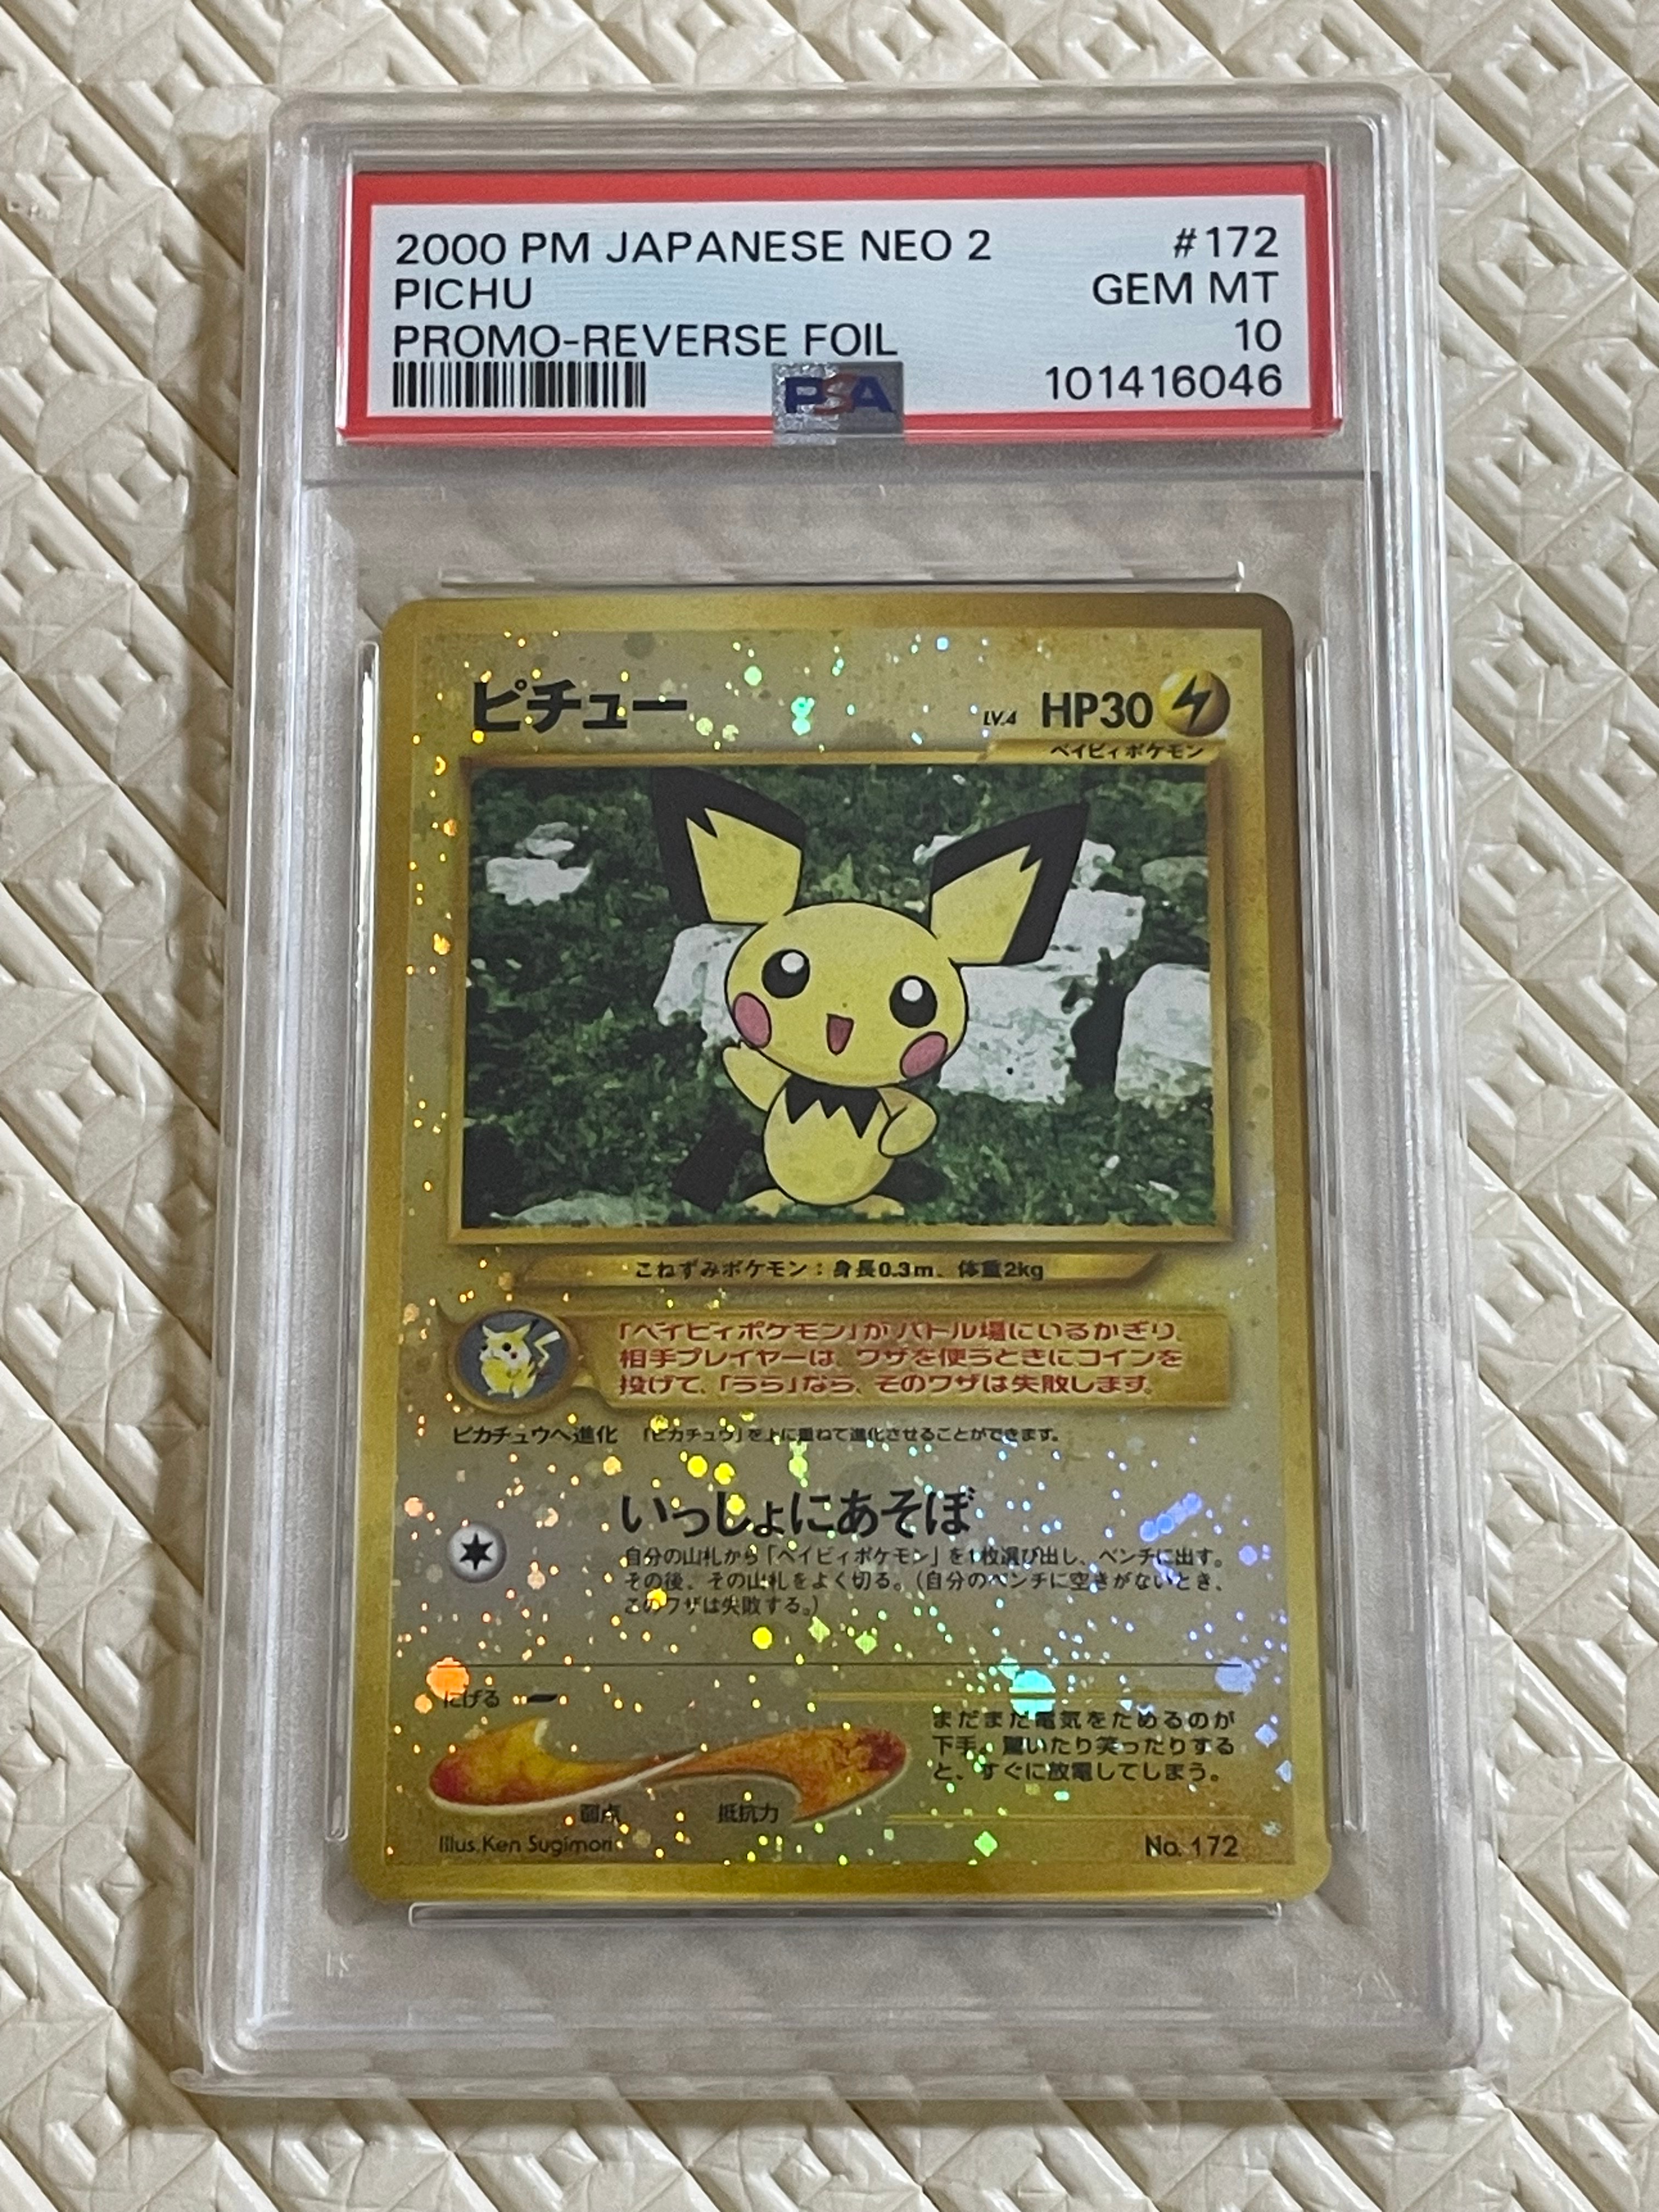 2000 PM JAPANESE NEO 2 #172
PICHU GEM MT
PROMO-REVERSE FOIL 10
PSA 101416046
ピチュー LV.4 HP30
ベイビィポケモン
こねずみポケモン：身長0.3m、体重2kg
「ベイビィポケモン」がバトル場にいるかぎり、
相手プレイヤーは、ワザを使うときにコインを
投げて、「うら」なら、そのワザは失敗します。
ピカチュウへ進化 「ピカチュウ」を上に重ねて進化させることができます。
いっしょにあそぼ
自分の山札から「ベイビィポケモン」を1枚選び出し、ベンチに出す。
その後、その山札をよく切る。（自分のベンチに空きがないとき、
このワザは失敗する。）
にげる
まだまだ電気をためるのが
下手。驚いたり笑ったりする
と、すぐに放電してしまう。
弱点 抵抗力
Illus. Ken Sugimori No. 172